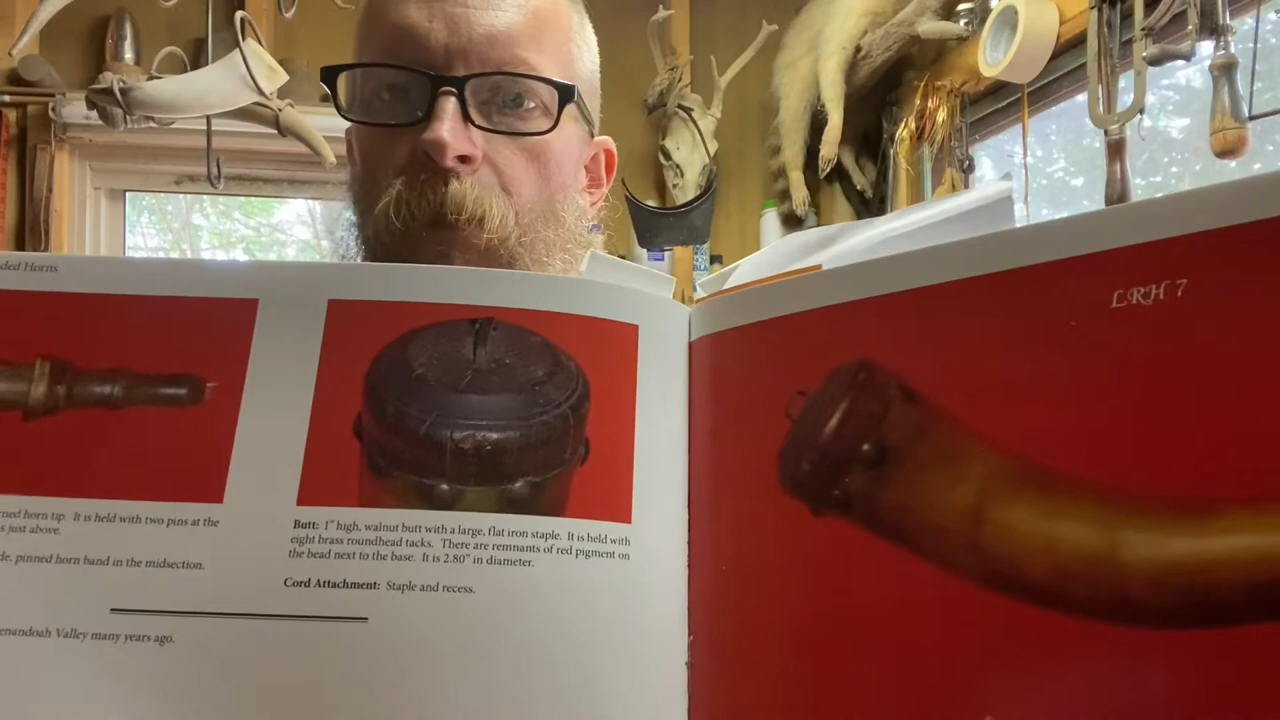 ded Horns
LRH 7
ned horn tip. It is held with two pins at the
s just above.
de, pinned horn band in the midsection.
enandoah Valley many years ago.
Butt: 1" high, walnut butt with a large, flat iron staple. It is held with
eight brass roundhead tacks. There are remnants of red pigment on
the bead next to the base. It is 2.80" in diameter.
Cord Attachment: Staple and recess.